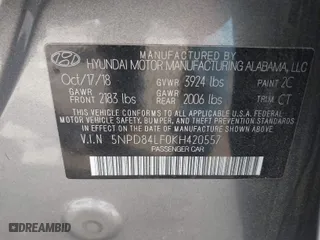 MANUFACTURED BY
HYUNDAI MOTOR MANUFACTURING ALABAMA, LLC
Oct/17/18 GVWR 3924 lbs PAINT 2C
GAWR FRONT 2183 lbs GAWR REAR 2006 lbs TRIM CT
THIS VEHICLE CONFORMS TO ALL APPLICABLE
FEDERAL MOTOR VEHICLE SAFETY, BUMPER, AND
THEFT PREVENTION STANDARDS IN EFFECT ON
THE DATE OF MANUFACTURE SHOWN ABOVE.
V.I.N 5NPD84LF0KH420557
PASSENGER CAR
DEALERSCOPE